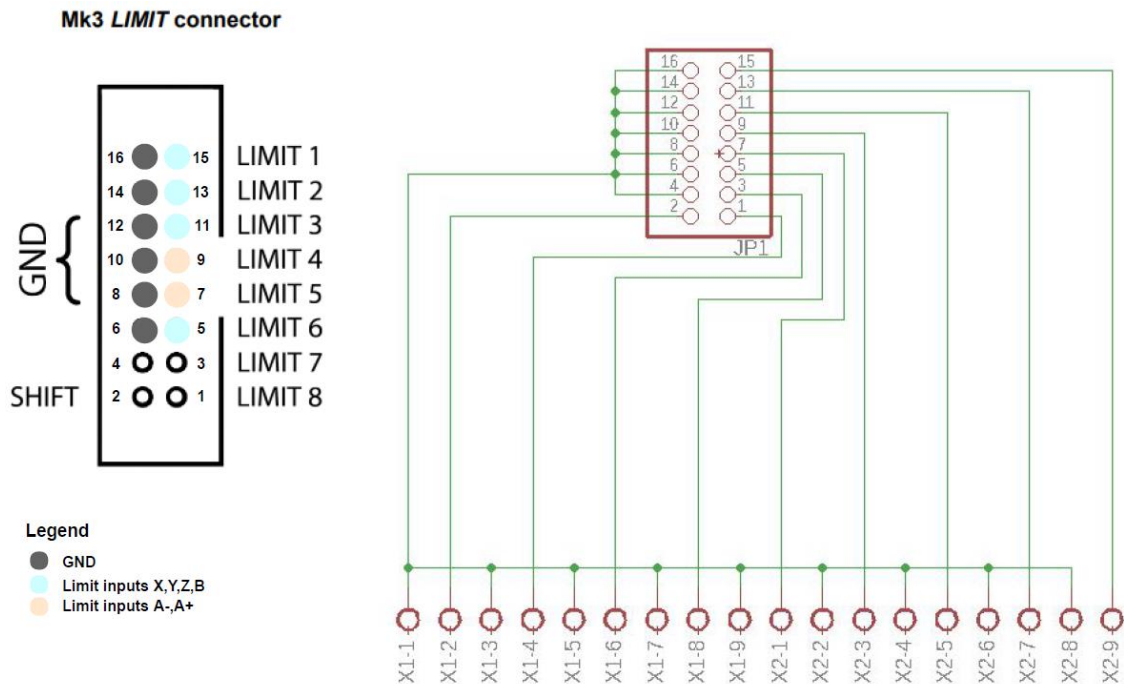 Mk3 LIMIT connector
16 15 LIMIT 1
14 13 LIMIT 2
12 11 LIMIT 3
10 9 LIMIT 4
8 7 LIMIT 5
6 5 LIMIT 6
4 3 LIMIT 7
SHIFT 2 1 LIMIT 8
GND
Legend
GND
Limit inputs X,Y,Z,B
Limit inputs A-,A+
16 15
14 13
12 11
10 9
8 7
6 5
4 3
2 1
JP1
X1-1
X1-2
X1-3
X1-4
X1-5
X1-6
X1-7
X1-8
X1-9
X2-1
X2-2
X2-3
X2-4
X2-5
X2-6
X2-7
X2-8
X2-9